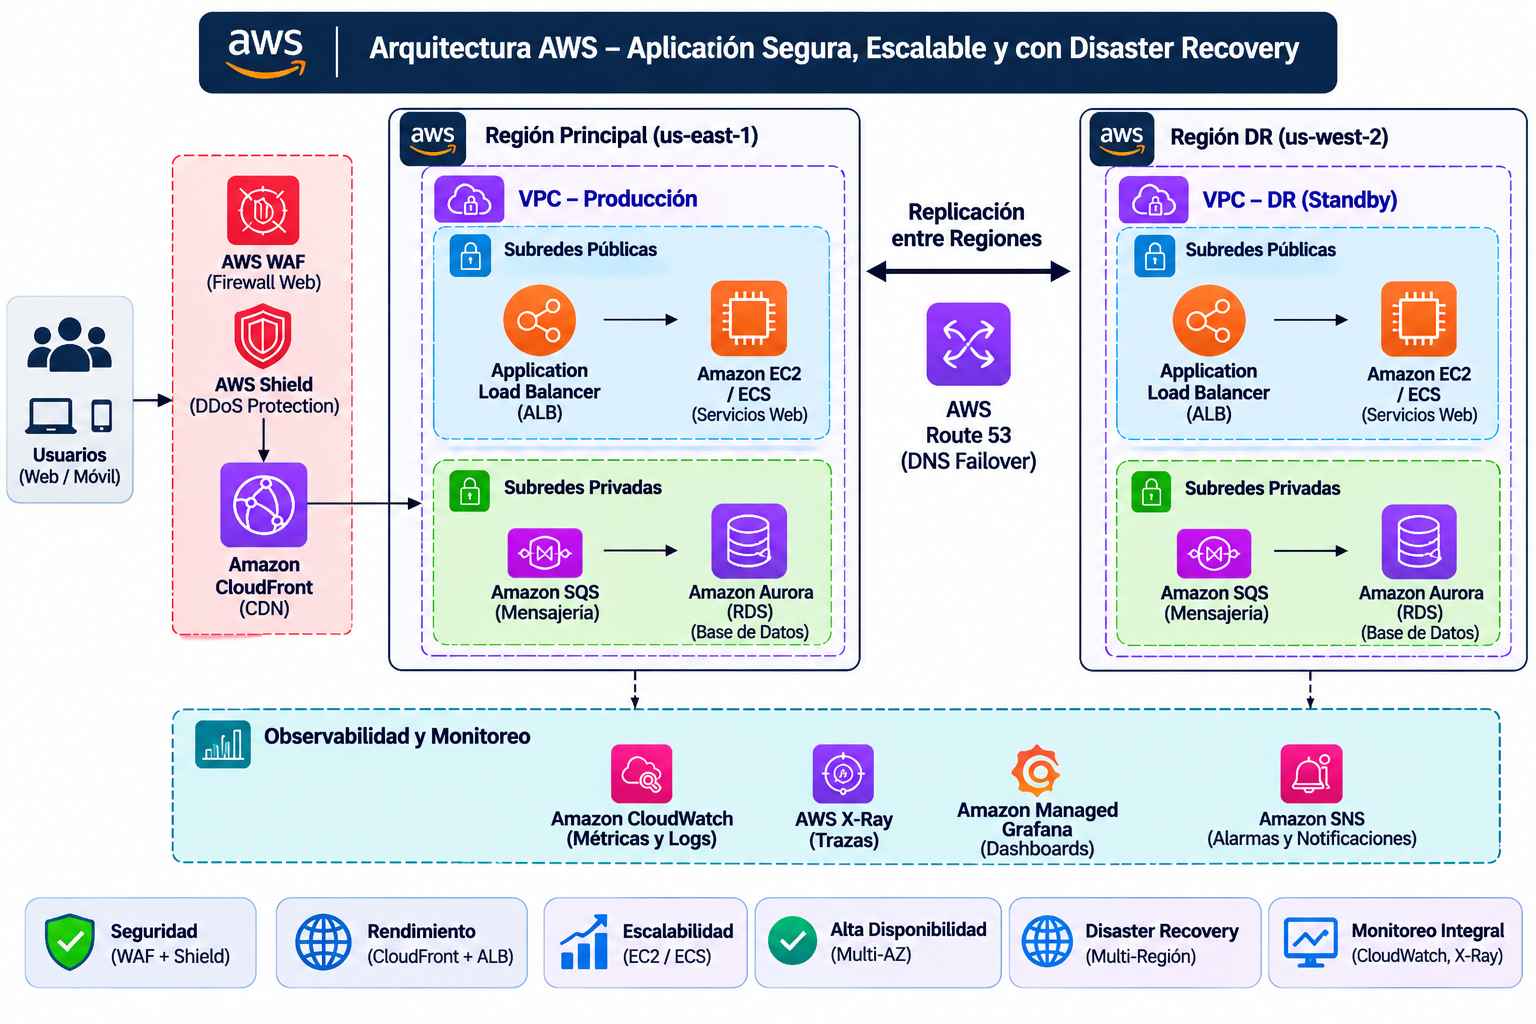 aws
Arquitectura AWS – Aplicación Segura, Escalable y con Disaster Recovery
Usuarios
(Web / Móvil)
AWS WAF
(Firewall Web)
AWS Shield
(DDoS Protection)
Amazon
CloudFront
(CDN)
aws
Región Principal (us-east-1)
VPC – Producción
Subredes Públicas
Application
Load Balancer
(ALB)
Amazon EC2
/ ECS
(Servicios Web)
Subredes Privadas
Amazon SQS
(Mensajería)
Amazon Aurora
(RDS)
(Base de Datos)
Replicación
entre Regiones
AWS
Route 53
(DNS Failover)
aws
Región DR (us-west-2)
VPC – DR (Standby)
Subredes Públicas
Application
Load Balancer
(ALB)
Amazon EC2
/ ECS
(Servicios Web)
Subredes Privadas
Amazon SQS
(Mensajería)
Amazon Aurora
(RDS)
(Base de Datos)
Observabilidad y Monitoreo
Amazon CloudWatch
(Métricas y Logs)
AWS X-Ray
(Trazas)
Amazon Managed
Grafana
(Dashboards)
Amazon SNS
(Alarmas y Notificaciones)
Seguridad
(WAF + Shield)
Rendimiento
(CloudFront + ALB)
Escalabilidad
(EC2 / ECS)
Alta Disponibilidad
(Multi-AZ)
Disaster Recovery
(Multi-Región)
Monitoreo Integral
(CloudWatch, X-Ray)